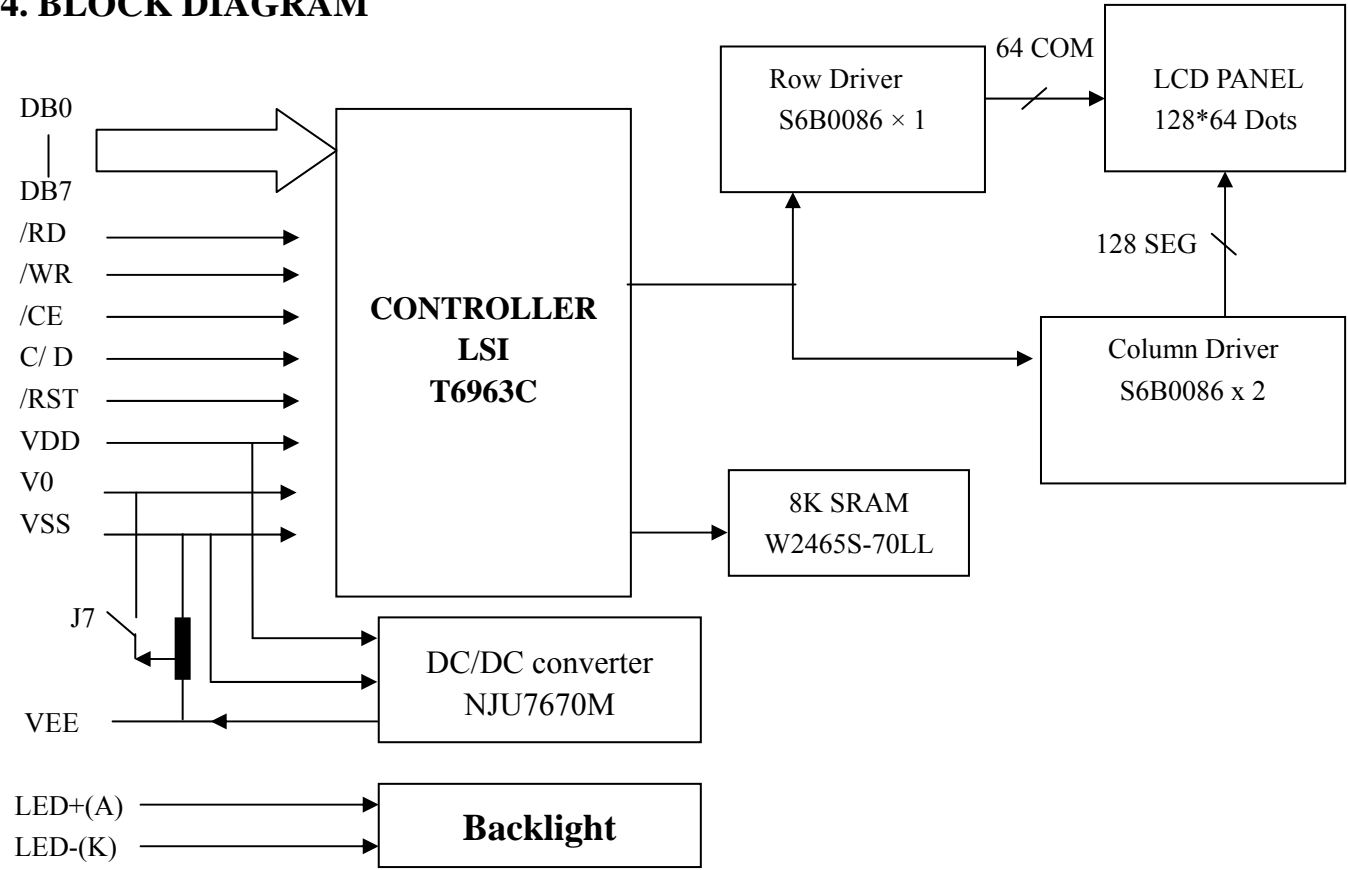 4. BLOCK DIAGRAM
DB0
DB7
/RD
/WR
/CE
C/ D
/RST
VDD
V0
VSS
J7
VEE
LED+(A)
LED-(K)
CONTROLLER
LSI
T6963C
Row Driver
S6B0086 × 1
64 COM
LCD PANEL
128*64 Dots
128 SEG
Column Driver
S6B0086 x 2
8K SRAM
W2465S-70LL
DC/DC converter
NJU7670M
Backlight